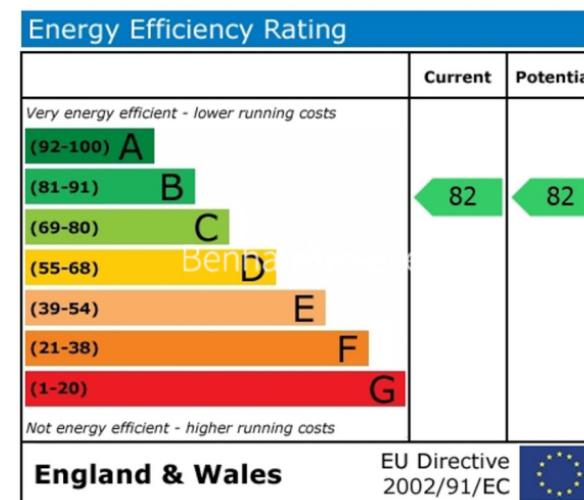 Energy Efficiency Rating
Current Potentia
Very energy efficient - lower running costs
(92-100) A
(81-91) B
82 82
(69-80) C
(55-68) D
(39-54) E
(21-38) F
(1-20) G
Not energy efficient - higher running costs
England & Wales
EU Directive
2002/91/EC